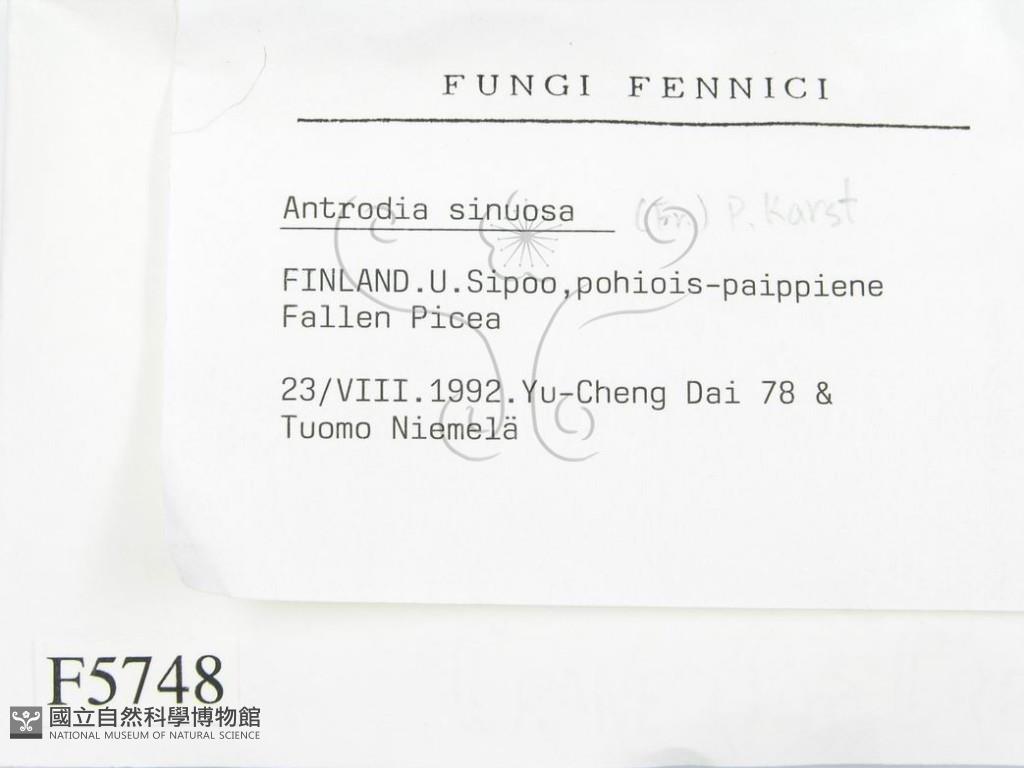 FUNGI FENNICI
Antrodia sinuosa (Fr.) P. Karst
FINLAND.U.Sipoo,pohiois-paippiene
Fallen Picea
23/VIII.1992.Yu-Cheng Dai 78 &
Tuomo Niemelä
F5748
國立自然科學博物館
NATIONAL MUSEUM OF NATURAL SCIENCE